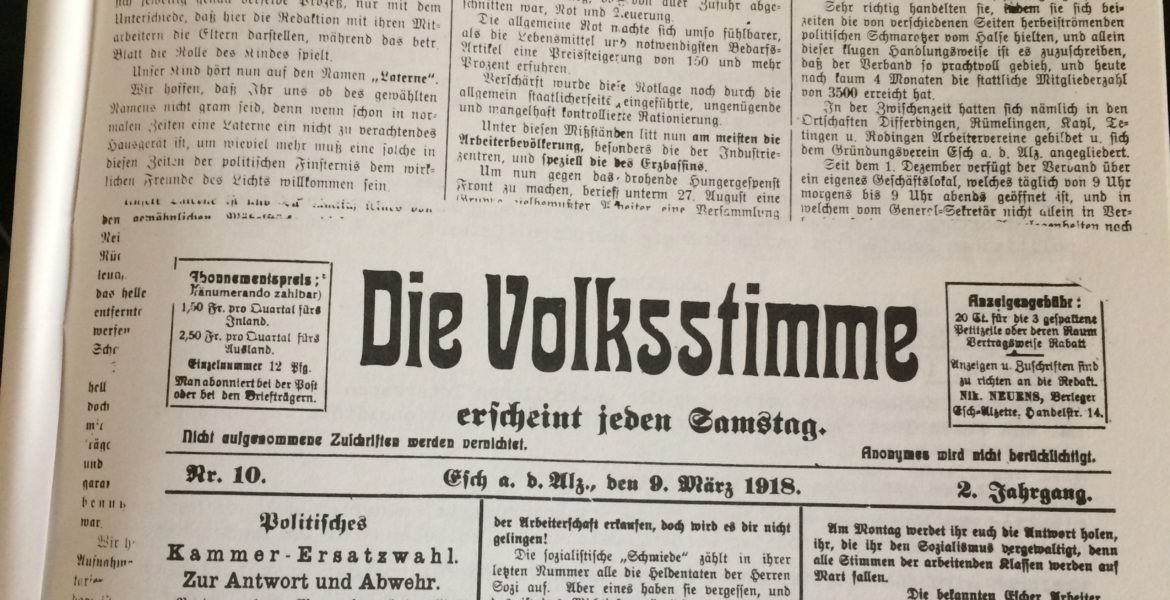 Unterschiede, daß hier die Redaktion mit ihren Mit-
arbeitern die Eltern darstellen, während das betr.
Blatt die Rolle des Kindes spielt.
Unser Kind hört nun auf den Namen „Laterne“.
Wir hoffen, daß Ihr uns ob des gewählten
Namens nicht gram seid, denn wenn schon in nor-
malen Zeiten eine Laterne ein nicht zu verachtendes
Hausgerät ist, um wieviel mehr muß eine solche in
diesen Zeiten der politischen Finsternis dem wirk-
lichen Freunde des Lichts willkommen sein.
den gewöhnlichen
schnitten war, Not und Teuerung.
Die allgemeine Not machte sich umso fühlbarer,
als die Lebensmittel und notwendigsten Bedarfs-
Artikel eine Preissteigerung von 150 und mehr
Prozent erfuhren.
Verschärft wurde diese Notlage noch durch die
allgemein staatlicherseits eingeführte, ungenügende
und mangelhaft kontrollierte Rationierung.
Unter diesen Mißständen litt nun am meisten die
Arbeiterbevölkerung, besonders die der Industrie-
zentren, und speziell die des Erzbassins.
Um nun gegen das drohende Hungergespenst
Front zu machen, berief unterm 27. August eine
Arbeiter eine Versammlung
Sehr richtig handelten sie, indem sie sich bei-
zeiten die von verschiedenen Seiten herbeiströmenden
politischen Schmarotzer vom Halse hielten, und allein
dieser klugen Handlungsweise ist es zuzuschreiben,
daß der Verband so prachtvoll gedieh, und heute
nach kaum 4 Monaten die stattliche Mitgliederzahl
von 3500 erreicht hat.
In der Zwischenzeit hatten sich nämlich in den
Ortschaften Differdingen, Rümelingen, Kayl, Te-
tingen u. Rodingen Arbeitervereine gebildet u. sich
dem Gründungsverein Esch a. d. Alz. angegliedert.
Seit dem 1. Dezember verfügt der Verband über
ein eigenes Geschäftslokal, welches täglich von 9 Uhr
morgens bis 9 Uhr abends geöffnet ist, und in
welchem vom General-Sekretär nicht allein in Ver-
noch
das helle
entfernte
werfen
hell
doch
und
war.
Abonnementspreis:
(Pränumerando zahlbar)
1,50 Fr. pro Quartal fürs
Inland.
2,50 Fr. pro Quartal fürs
Ausland.
Einzelnummer 12 Pfg.
Man abonniert bei der Post
oder bei den Briefträgern.
Die Volksstimme
erscheint jeden Samstag.
Anzeigengebühr:
20 Ct. für die 3 gespaltene
Petitzeile oder deren Raum
Vertragsweise Rabatt
Anzeigen u. Zuschriften sind
zu richten an die Redakt.
Nik. NEUENS, Verleger
Esch-Alzette, Handelstr. 14.
Nicht aufgenommene Zuschriften werden vernichtet.
Anonymes wird nicht berücklichtigt.
Nr. 10.
Esch a. d. Alz., den 9. März 1918.
2. Jahrgang.
Politisches
Kammer-Ersatzwahl.
Zur Antwort und Abwehr.
der Arbeiterschaft erkaufen, doch wird es dir nicht
gelingen!
Die sozialistische „Schmiede“ zählt in ihrer
letzten Nummer alle die Heldentaten der Herren
Sozi auf. Aber eines haben sie vergessen, und
Am Montag werdet ihr euch die Antwort holen,
ihr, die ihr den Sozialismus vergewaltigt, denn
alle Stimmen der arbeitenden Klassen werden auf
Mart fallen.
Die bekannten Escher Arbeiter